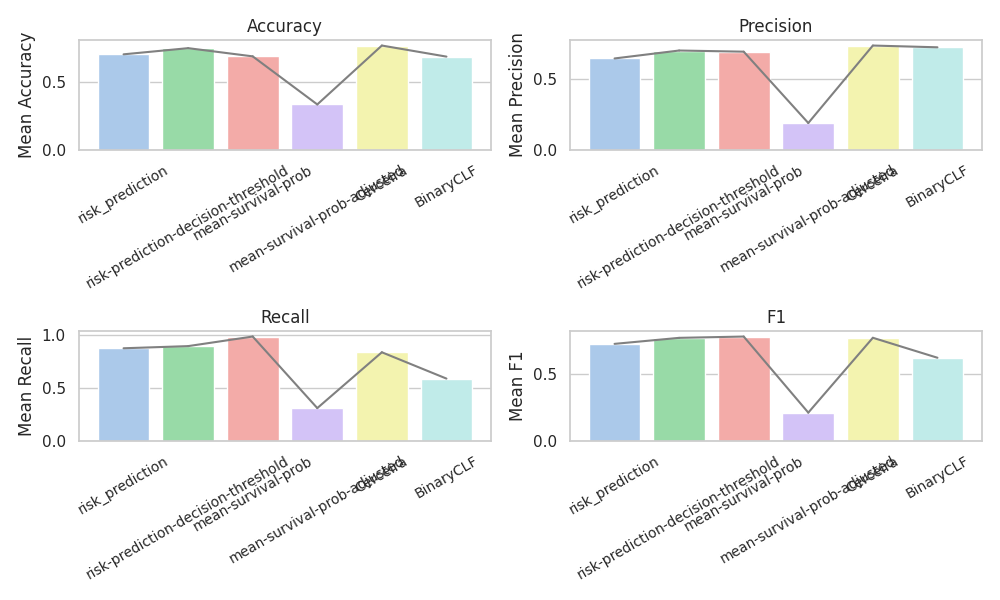 Accuracy
Mean Accuracy
0.5
0.0
risk_prediction
risk-prediction-decision-threshold
mean-survival-prob
mean-survival-prob-adjusted
BinaryCLF
Precision
Mean Precision
0.5
0.0
risk_prediction
risk-prediction-decision-threshold
mean-survival-prob
mean-survival-prob-adjusted
BinaryCLF
Recall
Mean Recall
1.0
0.5
0.0
risk_prediction
risk-prediction-decision-threshold
mean-survival-prob
mean-survival-prob-adjusted
BinaryCLF
F1
Mean F1
0.5
0.0
risk_prediction
risk-prediction-decision-threshold
mean-survival-prob
mean-survival-prob-adjusted
BinaryCLF